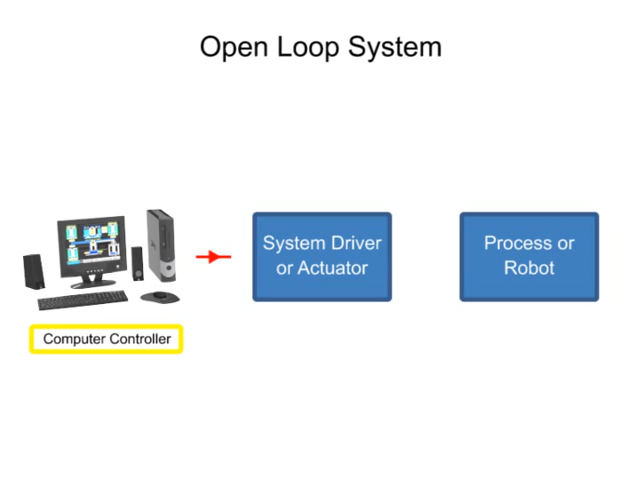 Open Loop System
System Driver
or Actuator
Process or
Robot
Computer Controller